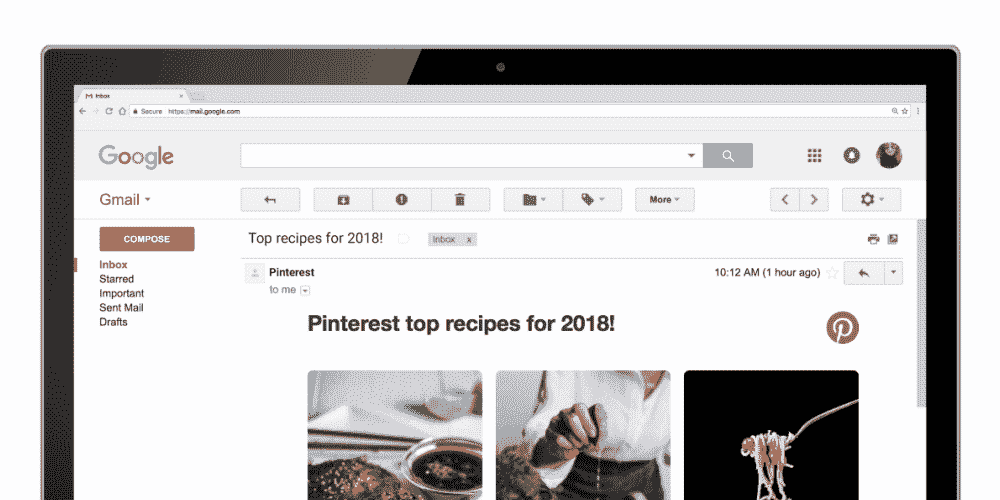 Inbox x
Secure https://mail.google.com
Google
Gmail
More
COMPOSE
Top recipes for 2018! Inbox x
Inbox
Starred
Important
Sent Mail
Drafts
Pinterest 10:12 AM (1 hour ago)
to me
Pinterest top recipes for 2018!